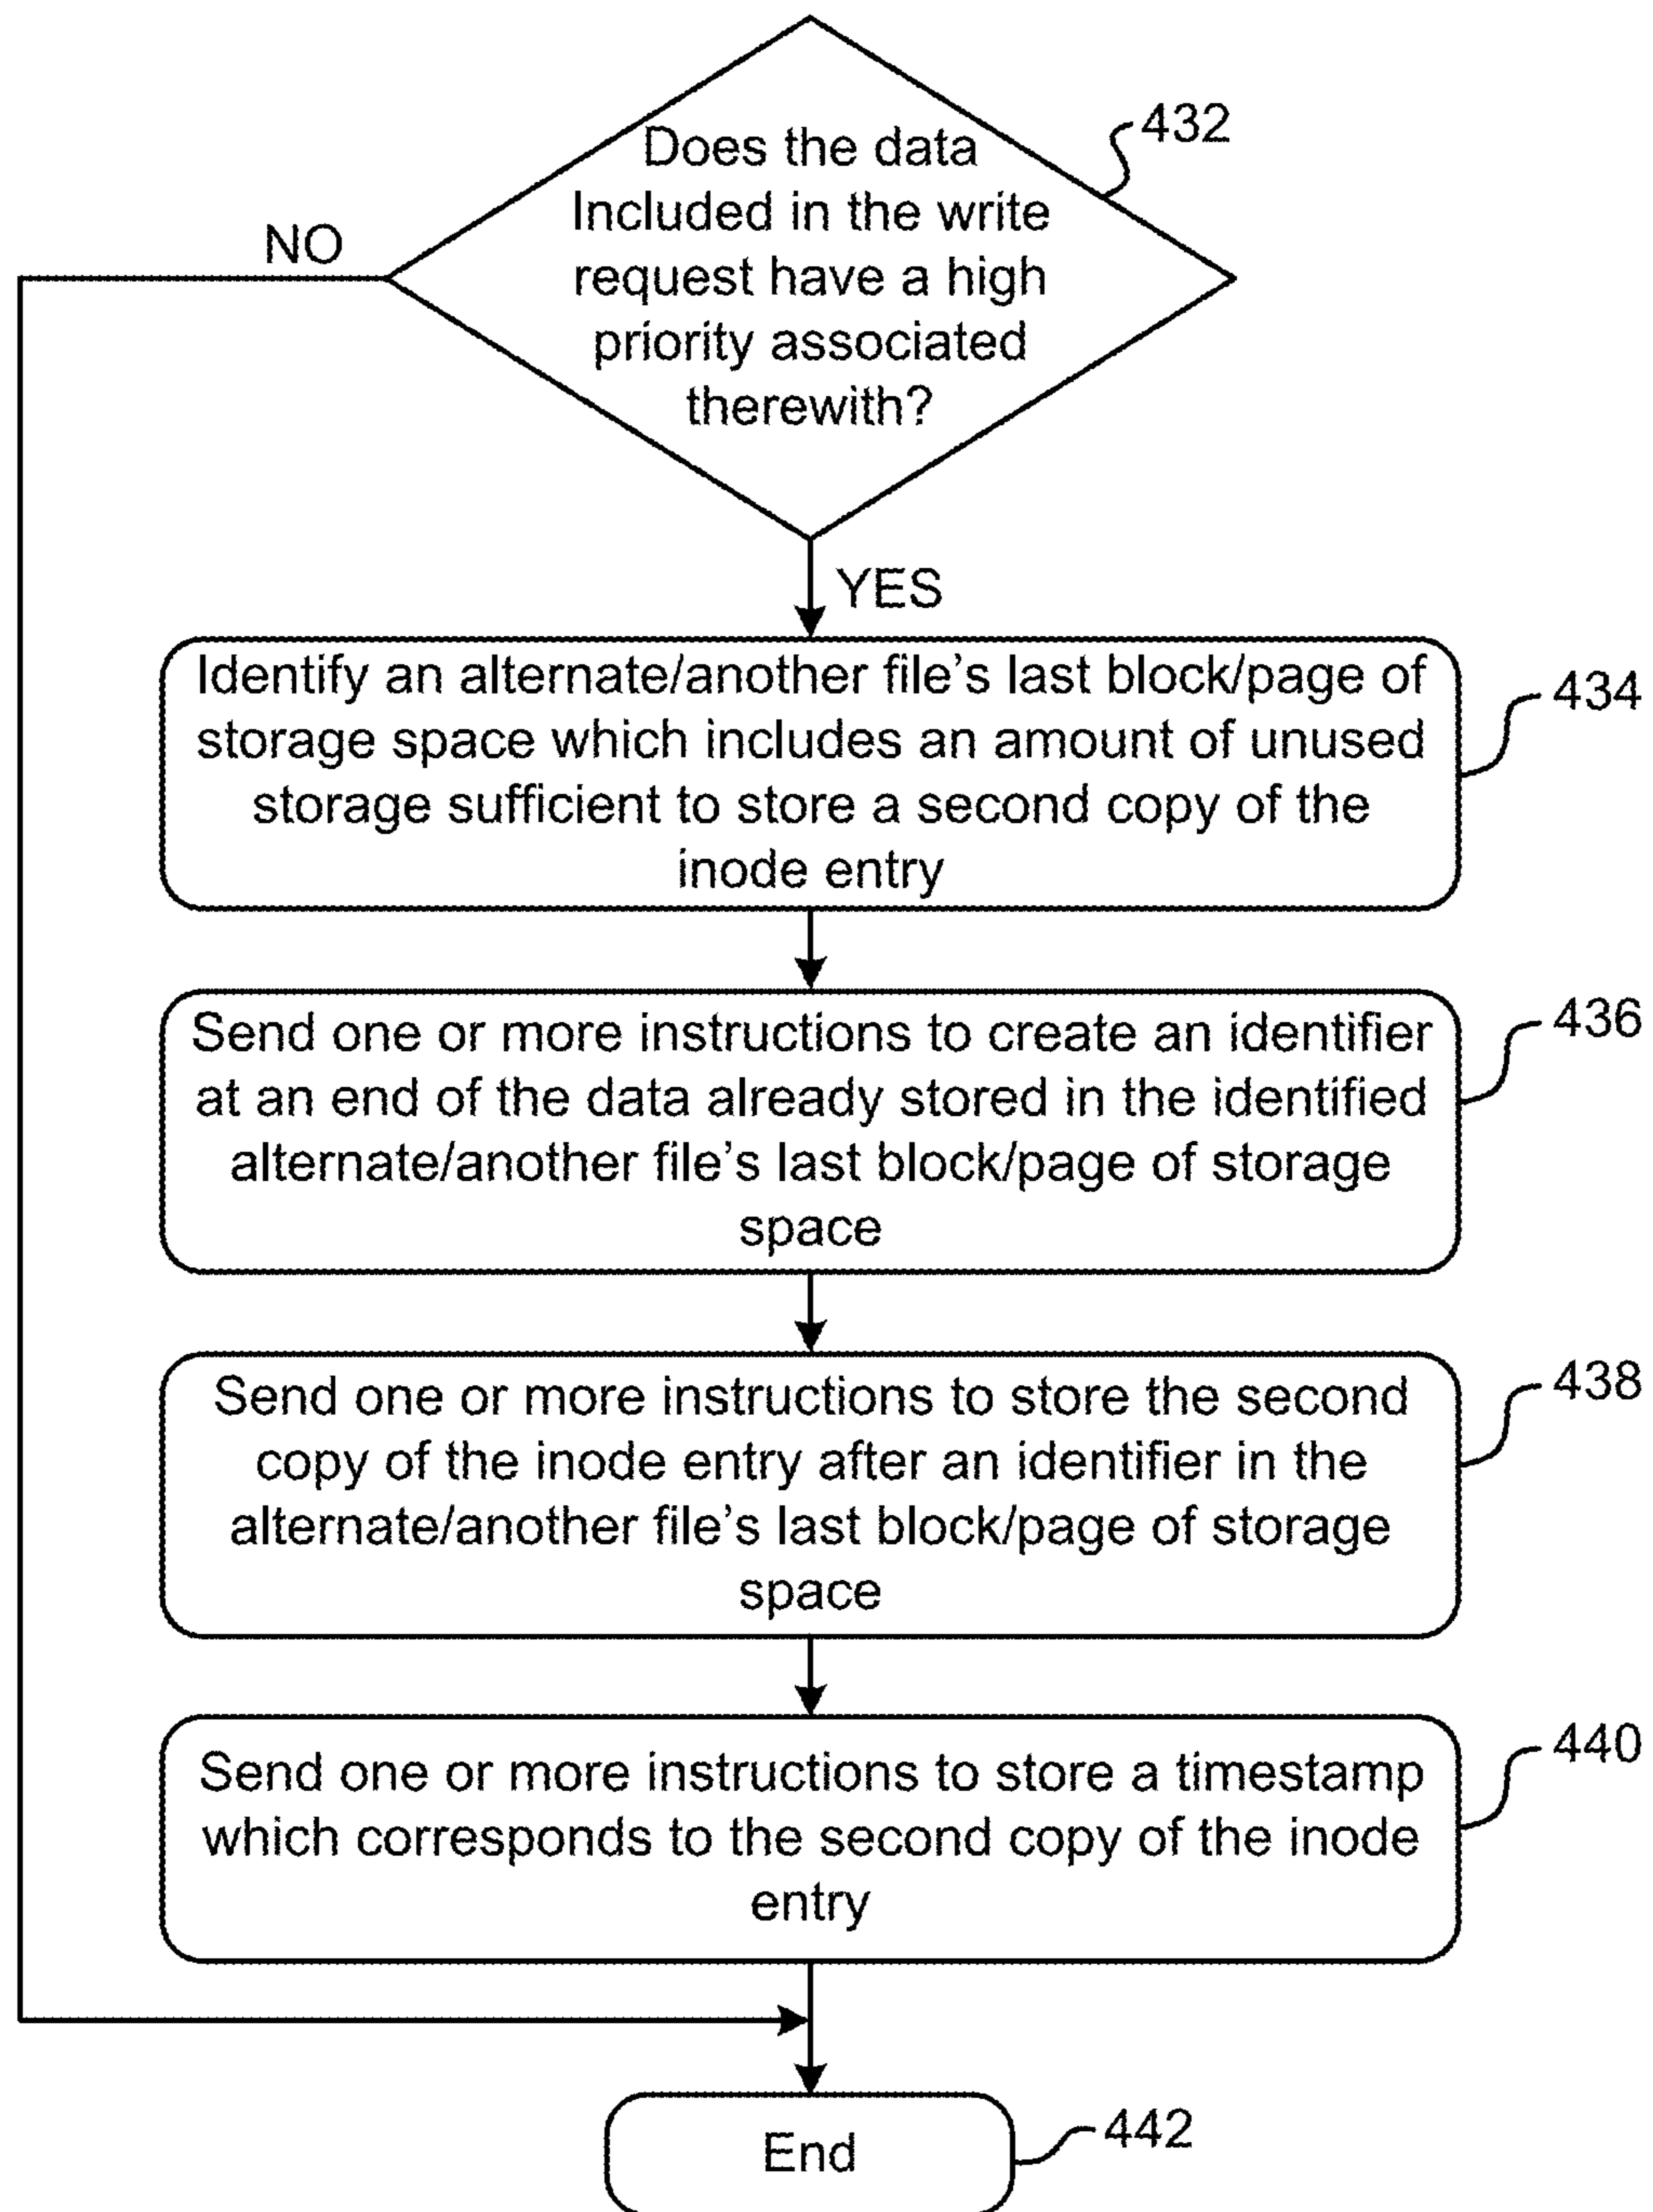 Does the data
Included in the write
request have a high
priority associated
therewith?
432
NO
YES
Identify an alternate/another file's last block/page of
storage space which includes an amount of unused
storage sufficient to store a second copy of the
inode entry
434
Send one or more instructions to create an identifier
at an end of the data already stored in the identified
alternate/another file's last block/page of storage
space
436
Send one or more instructions to store the second
copy of the inode entry after an identifier in the
alternate/another file's last block/page of storage
space
438
Send one or more instructions to store a timestamp
which corresponds to the second copy of the inode
entry
440
End
442